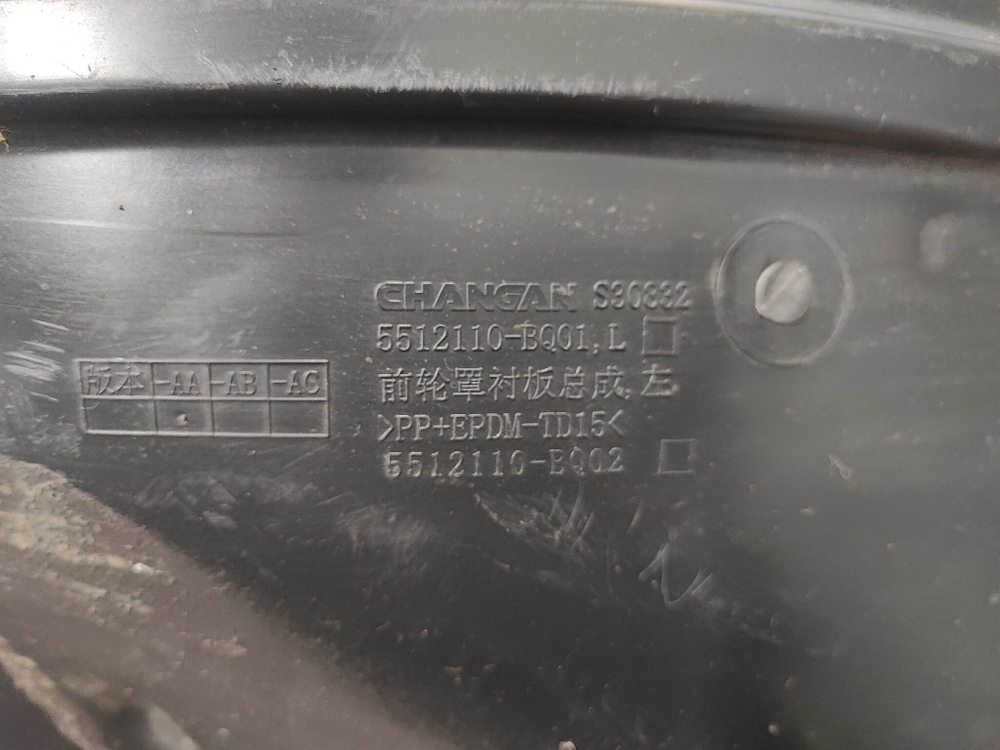 CHANGAN S30832
5512110-BQ01,L
前轮罩衬板总成,左
>PP+EPDM-TD15<
5512110-BQ02
版本 -AA -AB -AC